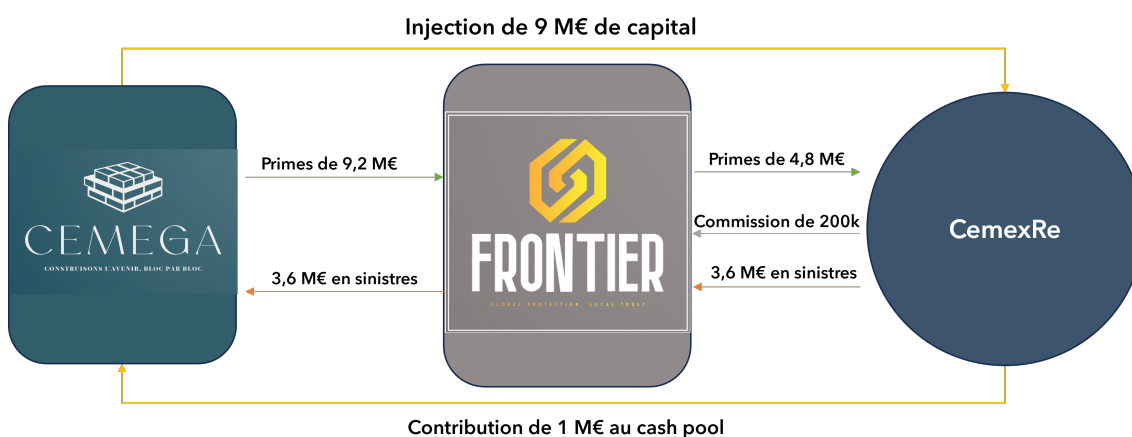 Injection de 9 M€ de capital
CEMEGA
CONSTRUISONS L'AVENIR, BLOC PAR BLOC
Primes de 9,2 M€
3,6 M€ en sinistres
FRONTIER
GLOBAL PROTECTION. LOCAL TRUST
Primes de 4,8 M€
Commission de 200k
3,6 M€ en sinistres
CemexRe
Contribution de 1 M€ au cash pool